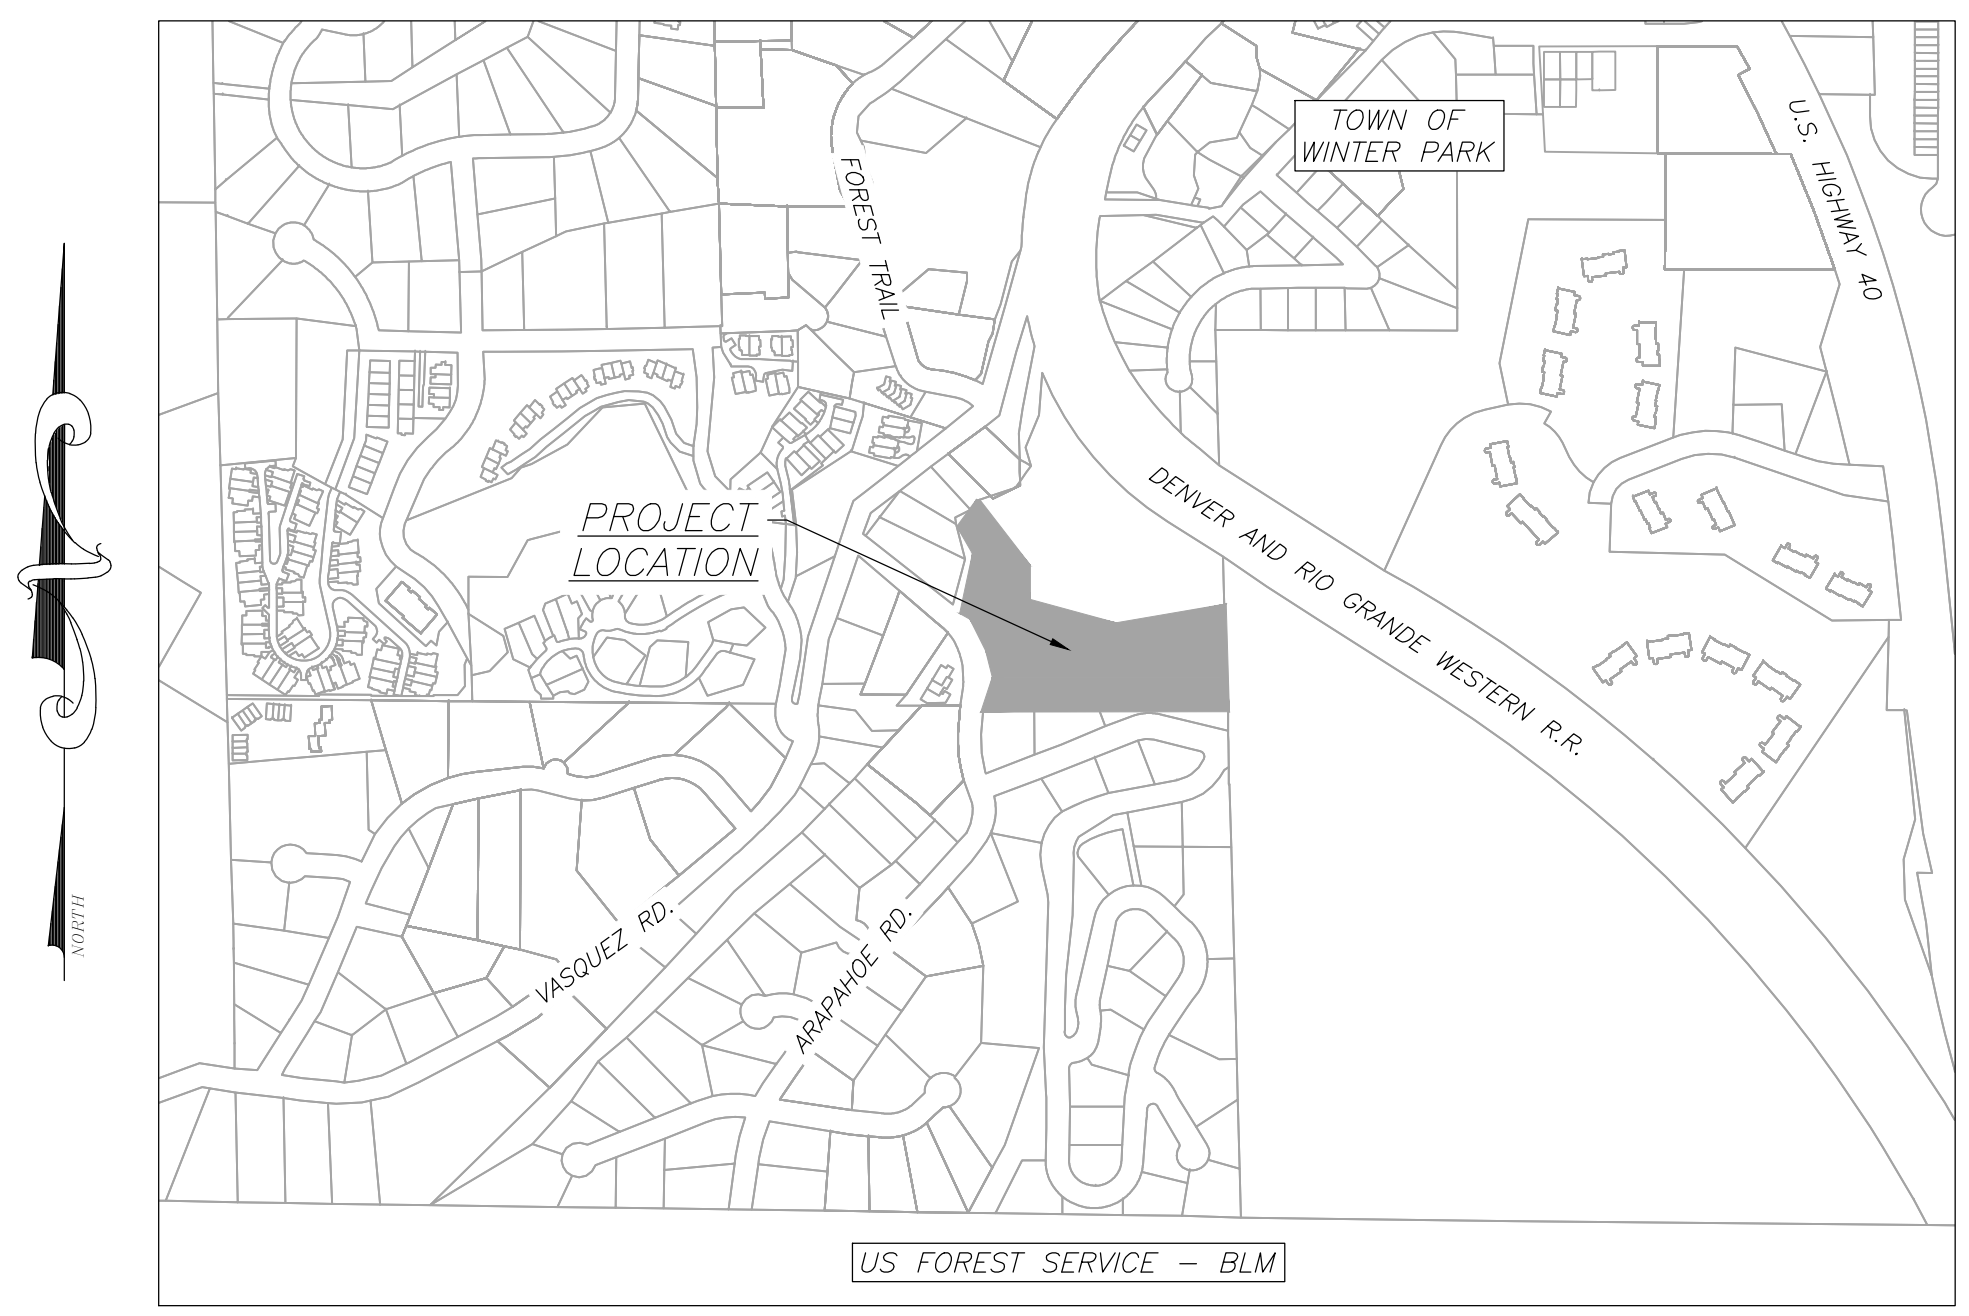 TOWN OF
WINTER PARK
U.S. HIGHWAY 40
FOREST TRAIL
PROJECT
LOCATION
DENVER AND RIO GRANDE WESTERN R.R.
VASQUEZ RD.
ARAPAHOE RD.
NORTH
US FOREST SERVICE – BLM